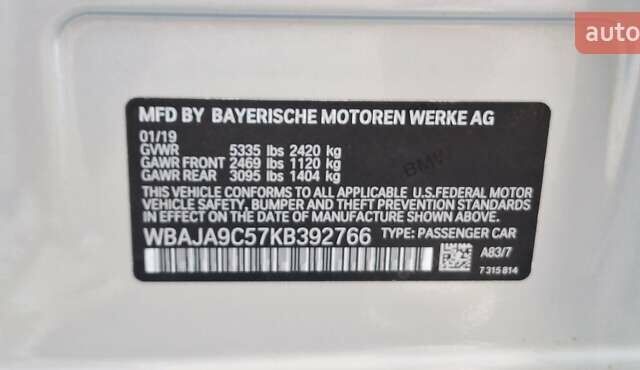 auto
MFD BY BAYERISCHE MOTOREN WERKE AG
01/19
GVWR 5335 lbs 2420 kg
GAWR FRONT 2469 lbs 1120 kg
GAWR REAR 3095 lbs 1404 kg
BMW
THIS VEHICLE CONFORMS TO ALL APPLICABLE U.S.FEDERAL MOTOR
VEHICLE SAFETY, BUMPER AND THEFT PREVENTION STANDARDS
IN EFFECT ON THE DATE OF MANUFACTURE SHOWN ABOVE.
WBAJA9C57KB392766 TYPE: PASSENGER CAR
A83/7
7 315 814